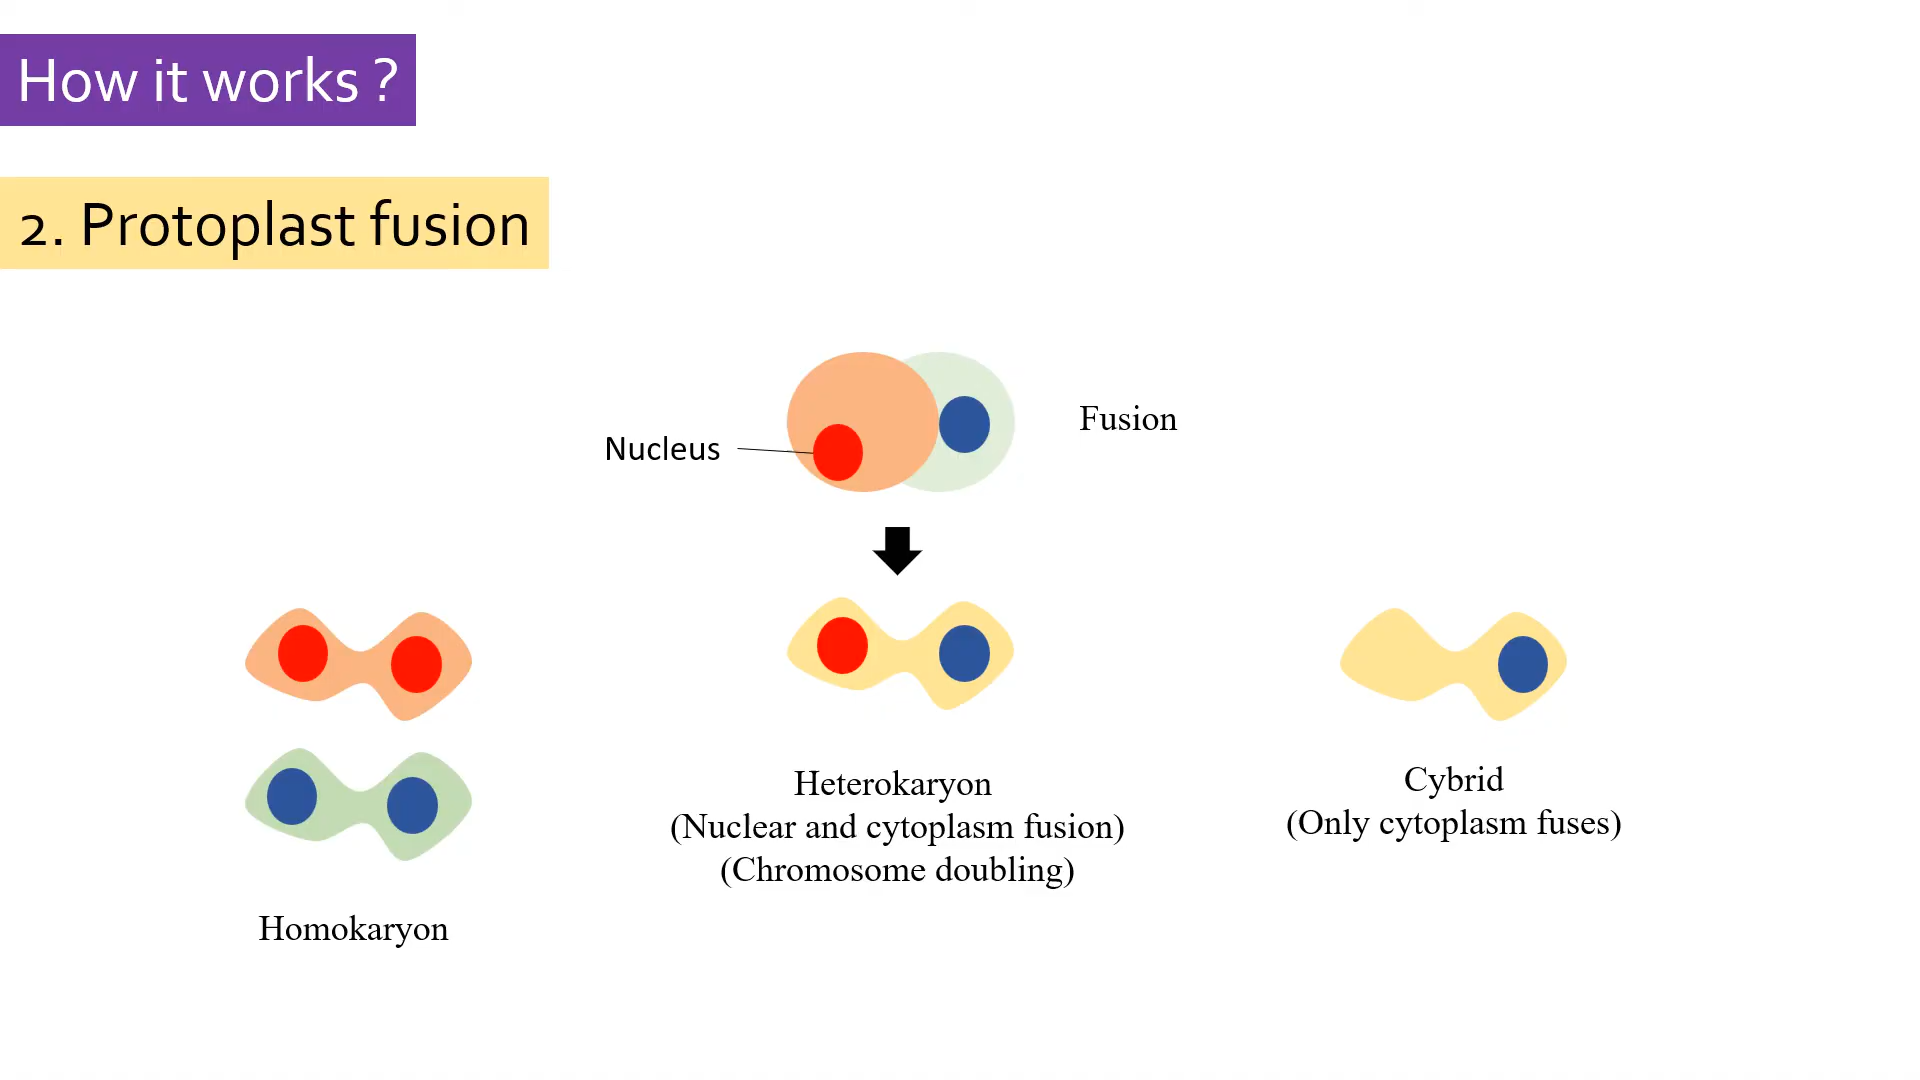 How it works ?
2. Protoplast fusion
Fusion
Nucleus
Heterokaryon
(Nuclear and cytoplasm fusion)
(Chromosome doubling)
Cybrid
(Only cytoplasm fuses)
Homokaryon